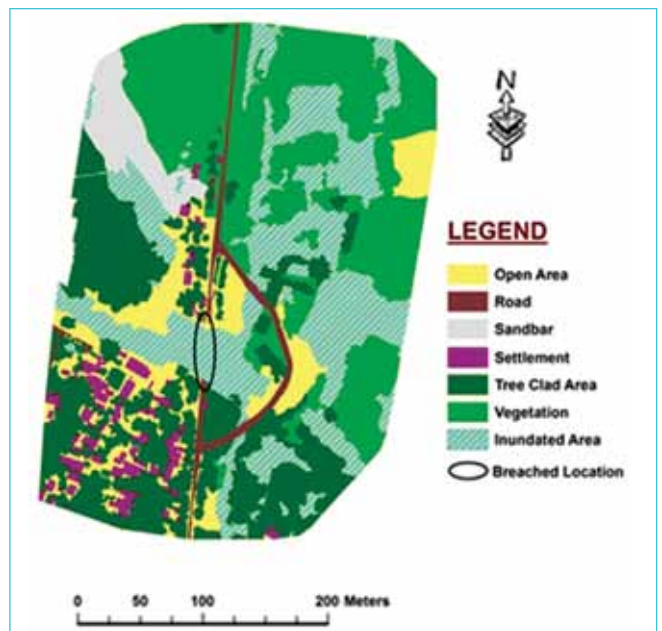 N
LEGEND
Open Area
Road
Sandbar
Settlement
Tree Clad Area
Vegetation
Inundated Area
Breached Location
0 50 100 200 Meters